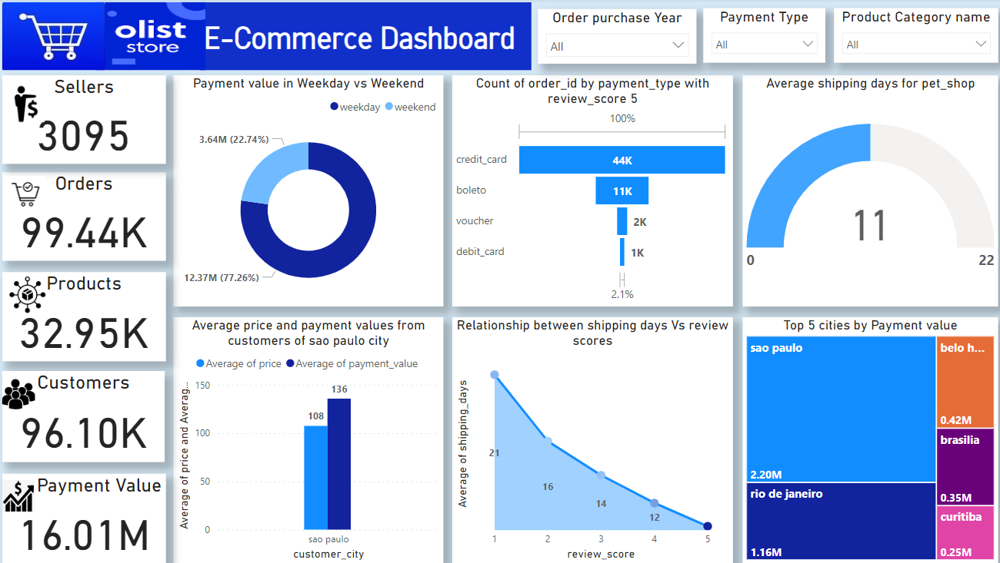 olist
store
E-Commerce Dashboard
Order purchase Year
All
Payment Type
All
Product Category name
All
Sellers
3095
Orders
99.44K
Products
32.95K
Customers
96.10K
Payment Value
16.01M
Payment value in Weekday vs Weekend
weekday weekend
3.64M (22.74%)
12.37M (77.26%)
Count of order_id by payment_type with
review_score 5
100%
credit_card 44K
boleto 11K
voucher 2K
debit_card 1K
2.1%
Average shipping days for pet_shop
11
0 22
Average price and payment values from
customers of sao paulo city
Average of price Average of payment_value
Average of price and Averag...
150
100
50
0
108
136
sao paulo
customer_city
Relationship between shipping days Vs review
scores
Average of shipping_days
21
16
14
12
1 2 3 4 5
review_score
Top 5 cities by Payment value
sao paulo
2.20M
rio de janeiro
1.16M
belo h...
0.42M
brasilia
0.35M
curitiba
0.25M